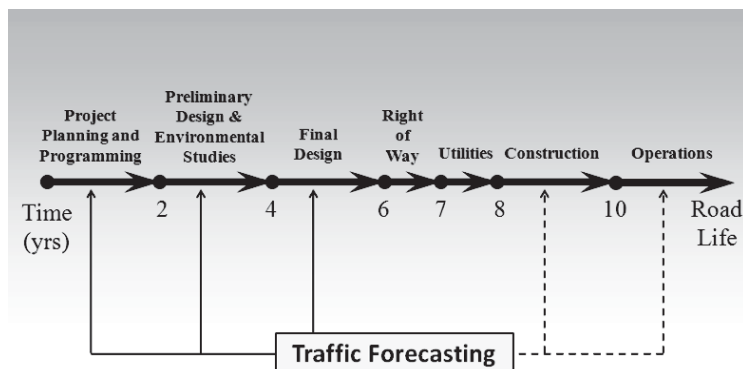 Project
Planning and
Programming
Preliminary
Design &
Environmental
Studies
Final
Design
Right
of
Way
Utilities
Construction
Operations
Time
(yrs)
2
4
6
7
8
10
Road
Life
Traffic Forecasting